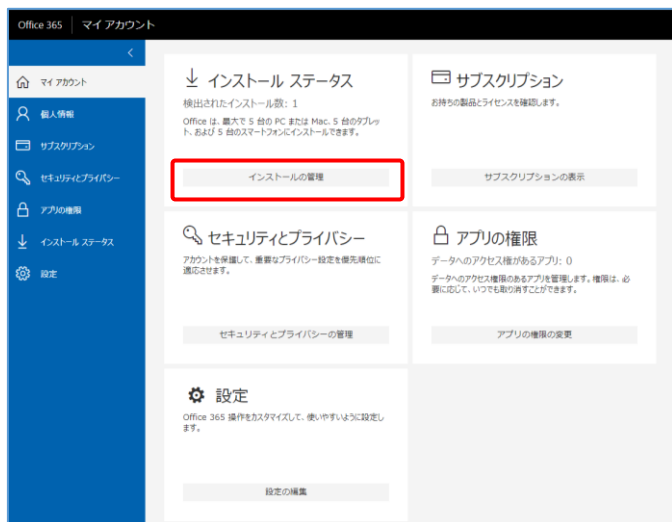 Office 365 マイ アカウント
マイ アカウント
個人情報
サブスクリプション
セキュリティとプライバシー
アプリの権限
インストール ステータス
設定
インストール ステータス
検出されたインストール数: 1
Office は、最大で 5 台の PC または Mac、5 台のタブレッ
ト、および 5 台のスマートフォンにインストールできます。
インストールの管理
サブスクリプション
お持ちの製品とライセンスを確認します。
サブスクリプションの表示
セキュリティとプライバシー
アカウントを保護して、重要なプライバシー設定を優先順位に
適応させます。
セキュリティとプライバシーの管理
アプリの権限
データへのアクセス権があるアプリ: 0
データへのアクセス権限のあるアプリを管理します。権限は、必
要に応じて、いつでも取り消すことができます。
アプリの権限の変更
設定
Office 365 操作をカスタマイズして、使いやすいように設定し
ます。
設定の編集